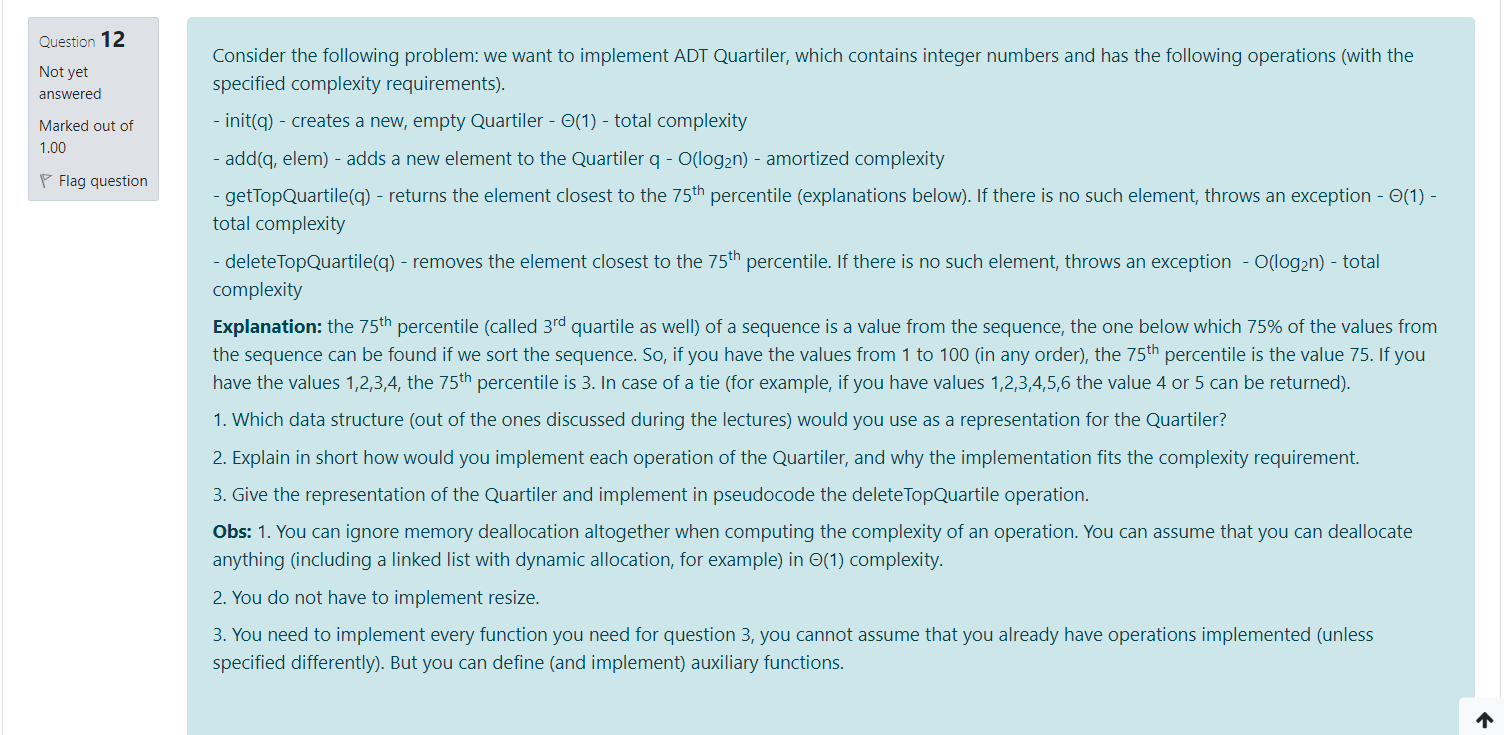 Question 12
Not yet
answered
Marked out of
1.00
Flag question
Consider the following problem: we want to implement ADT Quartiler, which contains integer numbers and has the following operations (with the
specified complexity requirements).
- init(q) - creates a new, empty Quartiler - Θ(1) - total complexity
- add(q, elem) - adds a new element to the Quartiler q - O(log₂n) - amortized complexity
- getTopQuartile(q) - returns the element closest to the 75th percentile (explanations below). If there is no such element, throws an exception - Θ(1) -
total complexity
- deleteTopQuartile(q) - removes the element closest to the 75th percentile. If there is no such element, throws an exception - O(log₂n) - total
complexity
Explanation: the 75th percentile (called 3rd quartile as well) of a sequence is a value from the sequence, the one below which 75% of the values from
the sequence can be found if we sort the sequence. So, if you have the values from 1 to 100 (in any order), the 75th percentile is the value 75. If you
have the values 1,2,3,4, the 75th percentile is 3. In case of a tie (for example, if you have values 1,2,3,4,5,6 the value 4 or 5 can be returned).
1. Which data structure (out of the ones discussed during the lectures) would you use as a representation for the Quartiler?
2. Explain in short how would you implement each operation of the Quartiler, and why the implementation fits the complexity requirement.
3. Give the representation of the Quartiler and implement in pseudocode the deleteTopQuartile operation.
Obs: 1. You can ignore memory deallocation altogether when computing the complexity of an operation. You can assume that you can deallocate
anything (including a linked list with dynamic allocation, for example) in Θ(1) complexity.
2. You do not have to implement resize.
3. You need to implement every function you need for question 3, you cannot assume that you already have operations implemented (unless
specified differently). But you can define (and implement) auxiliary functions.